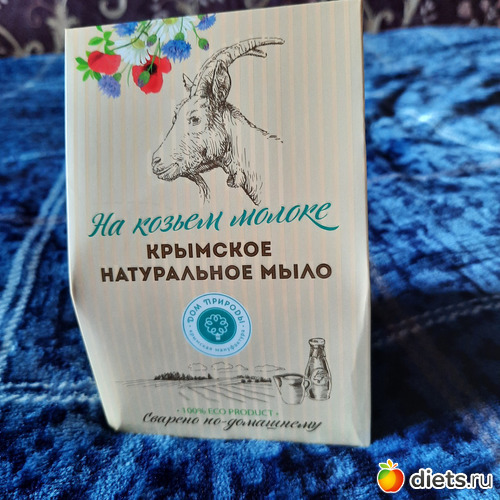 На козьем молоке
КРЫМСКОЕ
НАТУРАЛЬНОЕ МЫЛО
ДОМ ПРИРОДЫ
крымская мануфактура
· 100% ECO PRODUCT ·
Сварено по-домашнему
diets.ru